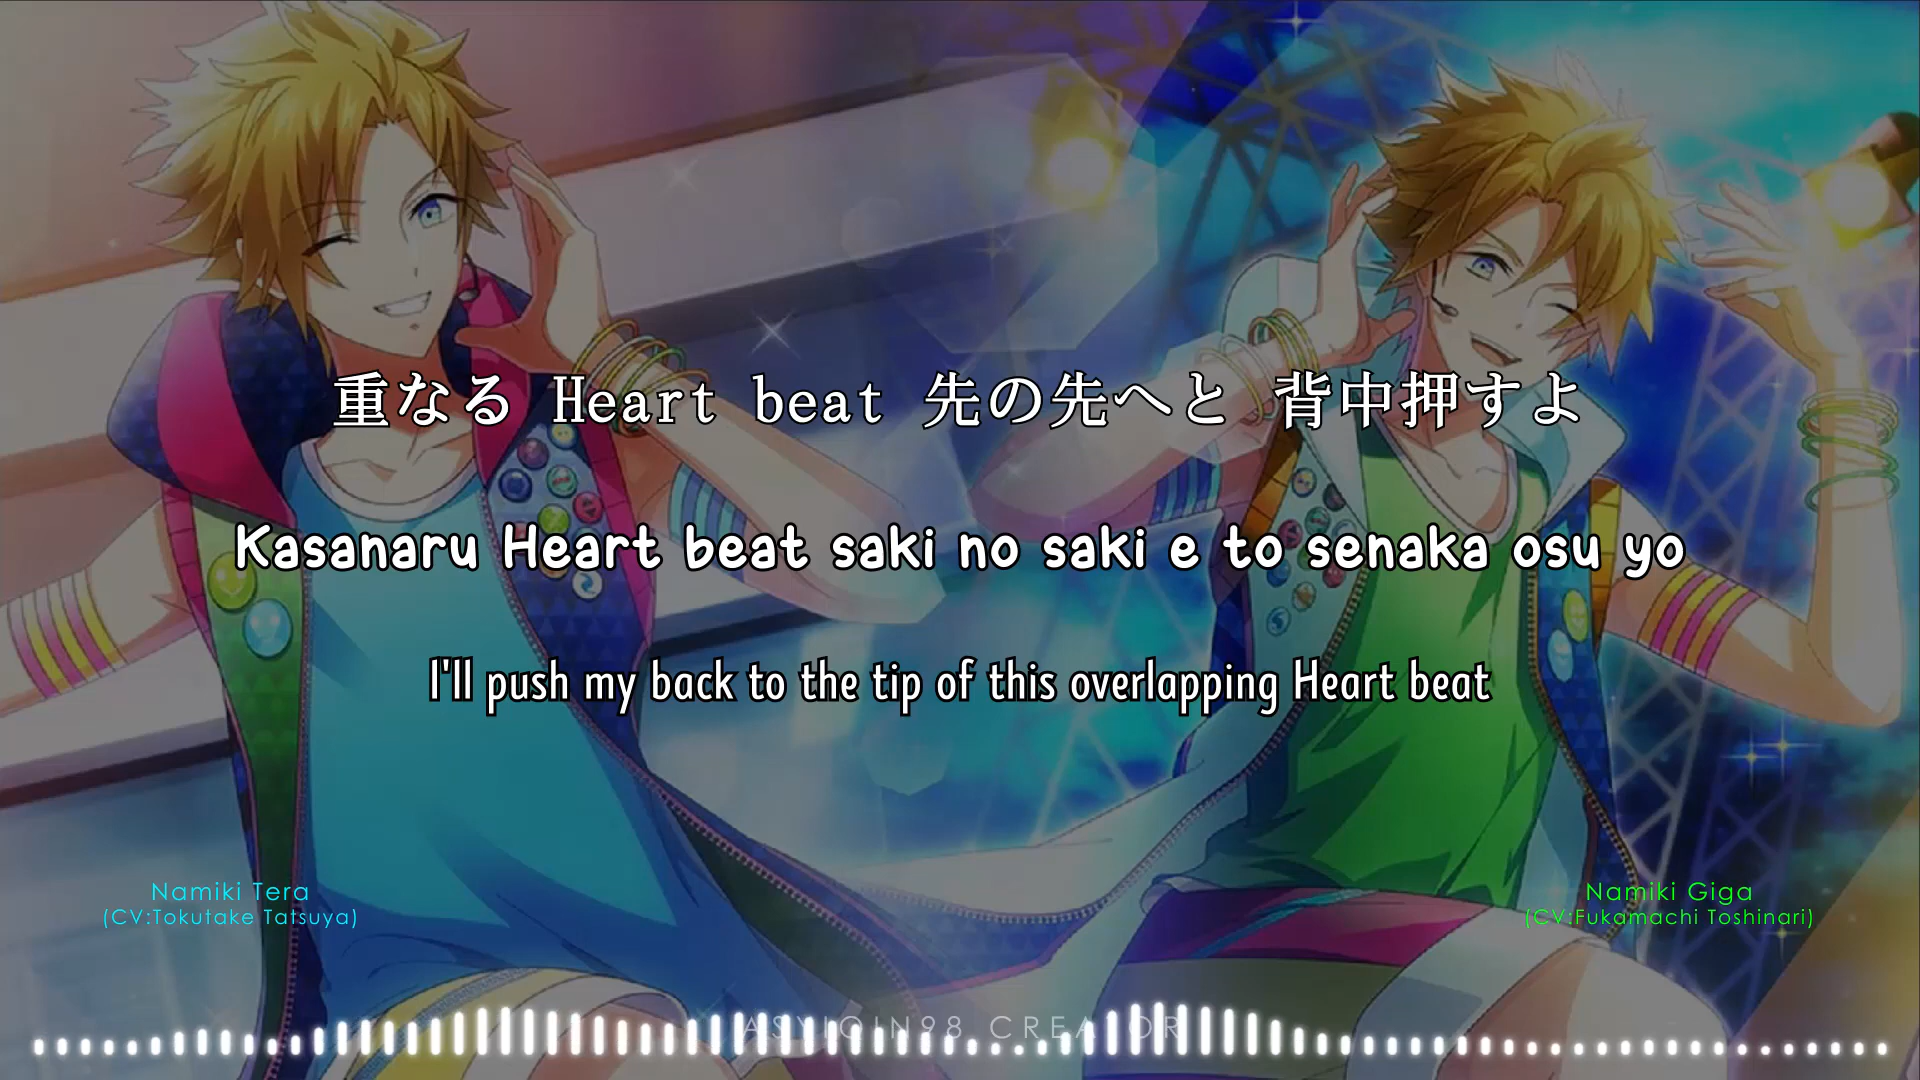 重なる Heart beat 先の先へと 背中押すよ
Kasanaru Heart beat saki no saki e to senaka osu yo
I'll push my back to the tip of this overlapping Heart beat
Namiki Tera
(CV:Tokutake Tatsuya)
Namiki Giga
(CV:Fukamachi Toshinari)
ASYIQIN98 CREATOR